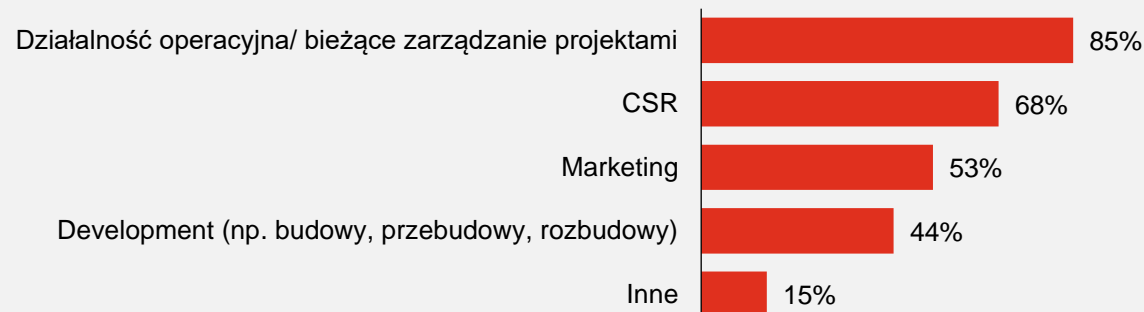 Działalność operacyjna/ bieżące zarządzanie projektami 85%
CSR 68%
Marketing 53%
Development (np. budowy, przebudowy, rozbudowy) 44%
Inne 15%